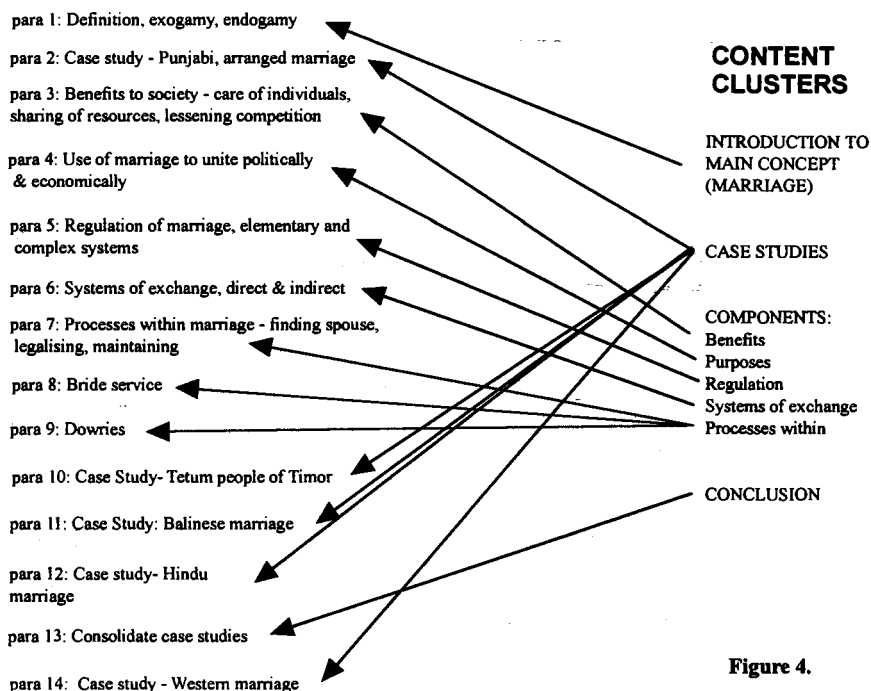 para 1: Definition, exogamy, endogamy
para 2: Case study - Punjabi, arranged marriage
para 3: Benefits to society - care of individuals,
sharing of resources, lessening competition
para 4: Use of marriage to unite politically
& economically
para 5: Regulation of marriage, elementary and
complex systems
para 6: Systems of exchange, direct & indirect
para 7: Processes within marriage - finding spouse,
legalising, maintaining
para 8: Bride service
para 9: Dowries
para 10: Case Study- Tetum people of Timor
para 11: Case Study: Balinese marriage
para 12: Case study- Hindu
marriage
para 13: Consolidate case studies
para 14: Case study - Western marriage
CONTENT
CLUSTERS
INTRODUCTION TO
MAIN CONCEPT
(MARRIAGE)
CASE STUDIES
COMPONENTS:
Benefits
Purposes
Regulation
Systems of exchange
Processes within
CONCLUSION
Figure 4.